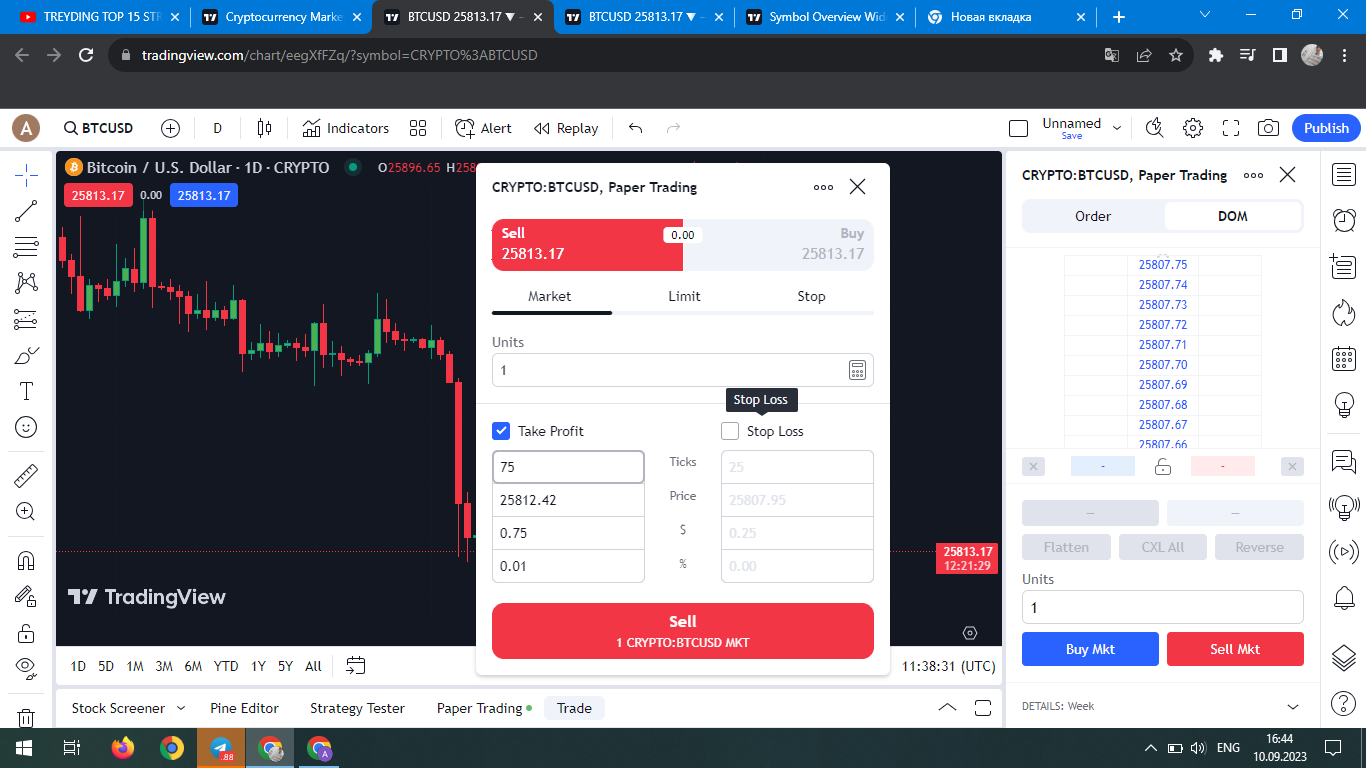 TREYDING TOP 15 STR
Cryptocurrency Marke
BTCUSD 25813.17 ▼ −
BTCUSD 25813.17 ▼ −
Symbol Overview Wid
Новая вкладка
tradingview.com/chart/eegXfFZq/?symbol=CRYPTO%3ABTCUSD
A
BTCUSD
D
Indicators
Alert
Replay
Unnamed
Save
Publish
Bitcoin / U.S. Dollar · 1D · CRYPTO
O25896.65 H258
25813.17
0.00
25813.17
CRYPTO:BTCUSD, Paper Trading
Sell
25813.17
0.00
Buy
25813.17
Market
Limit
Stop
Units
1
Stop Loss
Take Profit
Stop Loss
75
Ticks
25
25812.42
Price
25807.95
0.75
$
0.25
0.01
%
0.00
Sell
1 CRYPTO:BTCUSD MKT
25813.17
12:21:29
TradingView
1D 5D 1M 3M 6M YTD 1Y 5Y All
11:38:31 (UTC)
Stock Screener
Pine Editor
Strategy Tester
Paper Trading
Trade
CRYPTO:BTCUSD, Paper Trading
Order
DOM
25807.75
25807.74
25807.73
25807.72
25807.71
25807.70
25807.69
25807.68
25807.67
25807.66
-
-
—
—
Flatten
CXL All
Reverse
Units
1
Buy Mkt
Sell Mkt
DETAILS: Week
.88
A
ENG
16:44
10.09.2023